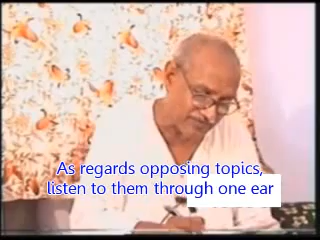 As regards opposing topics,
listen to them through one ear